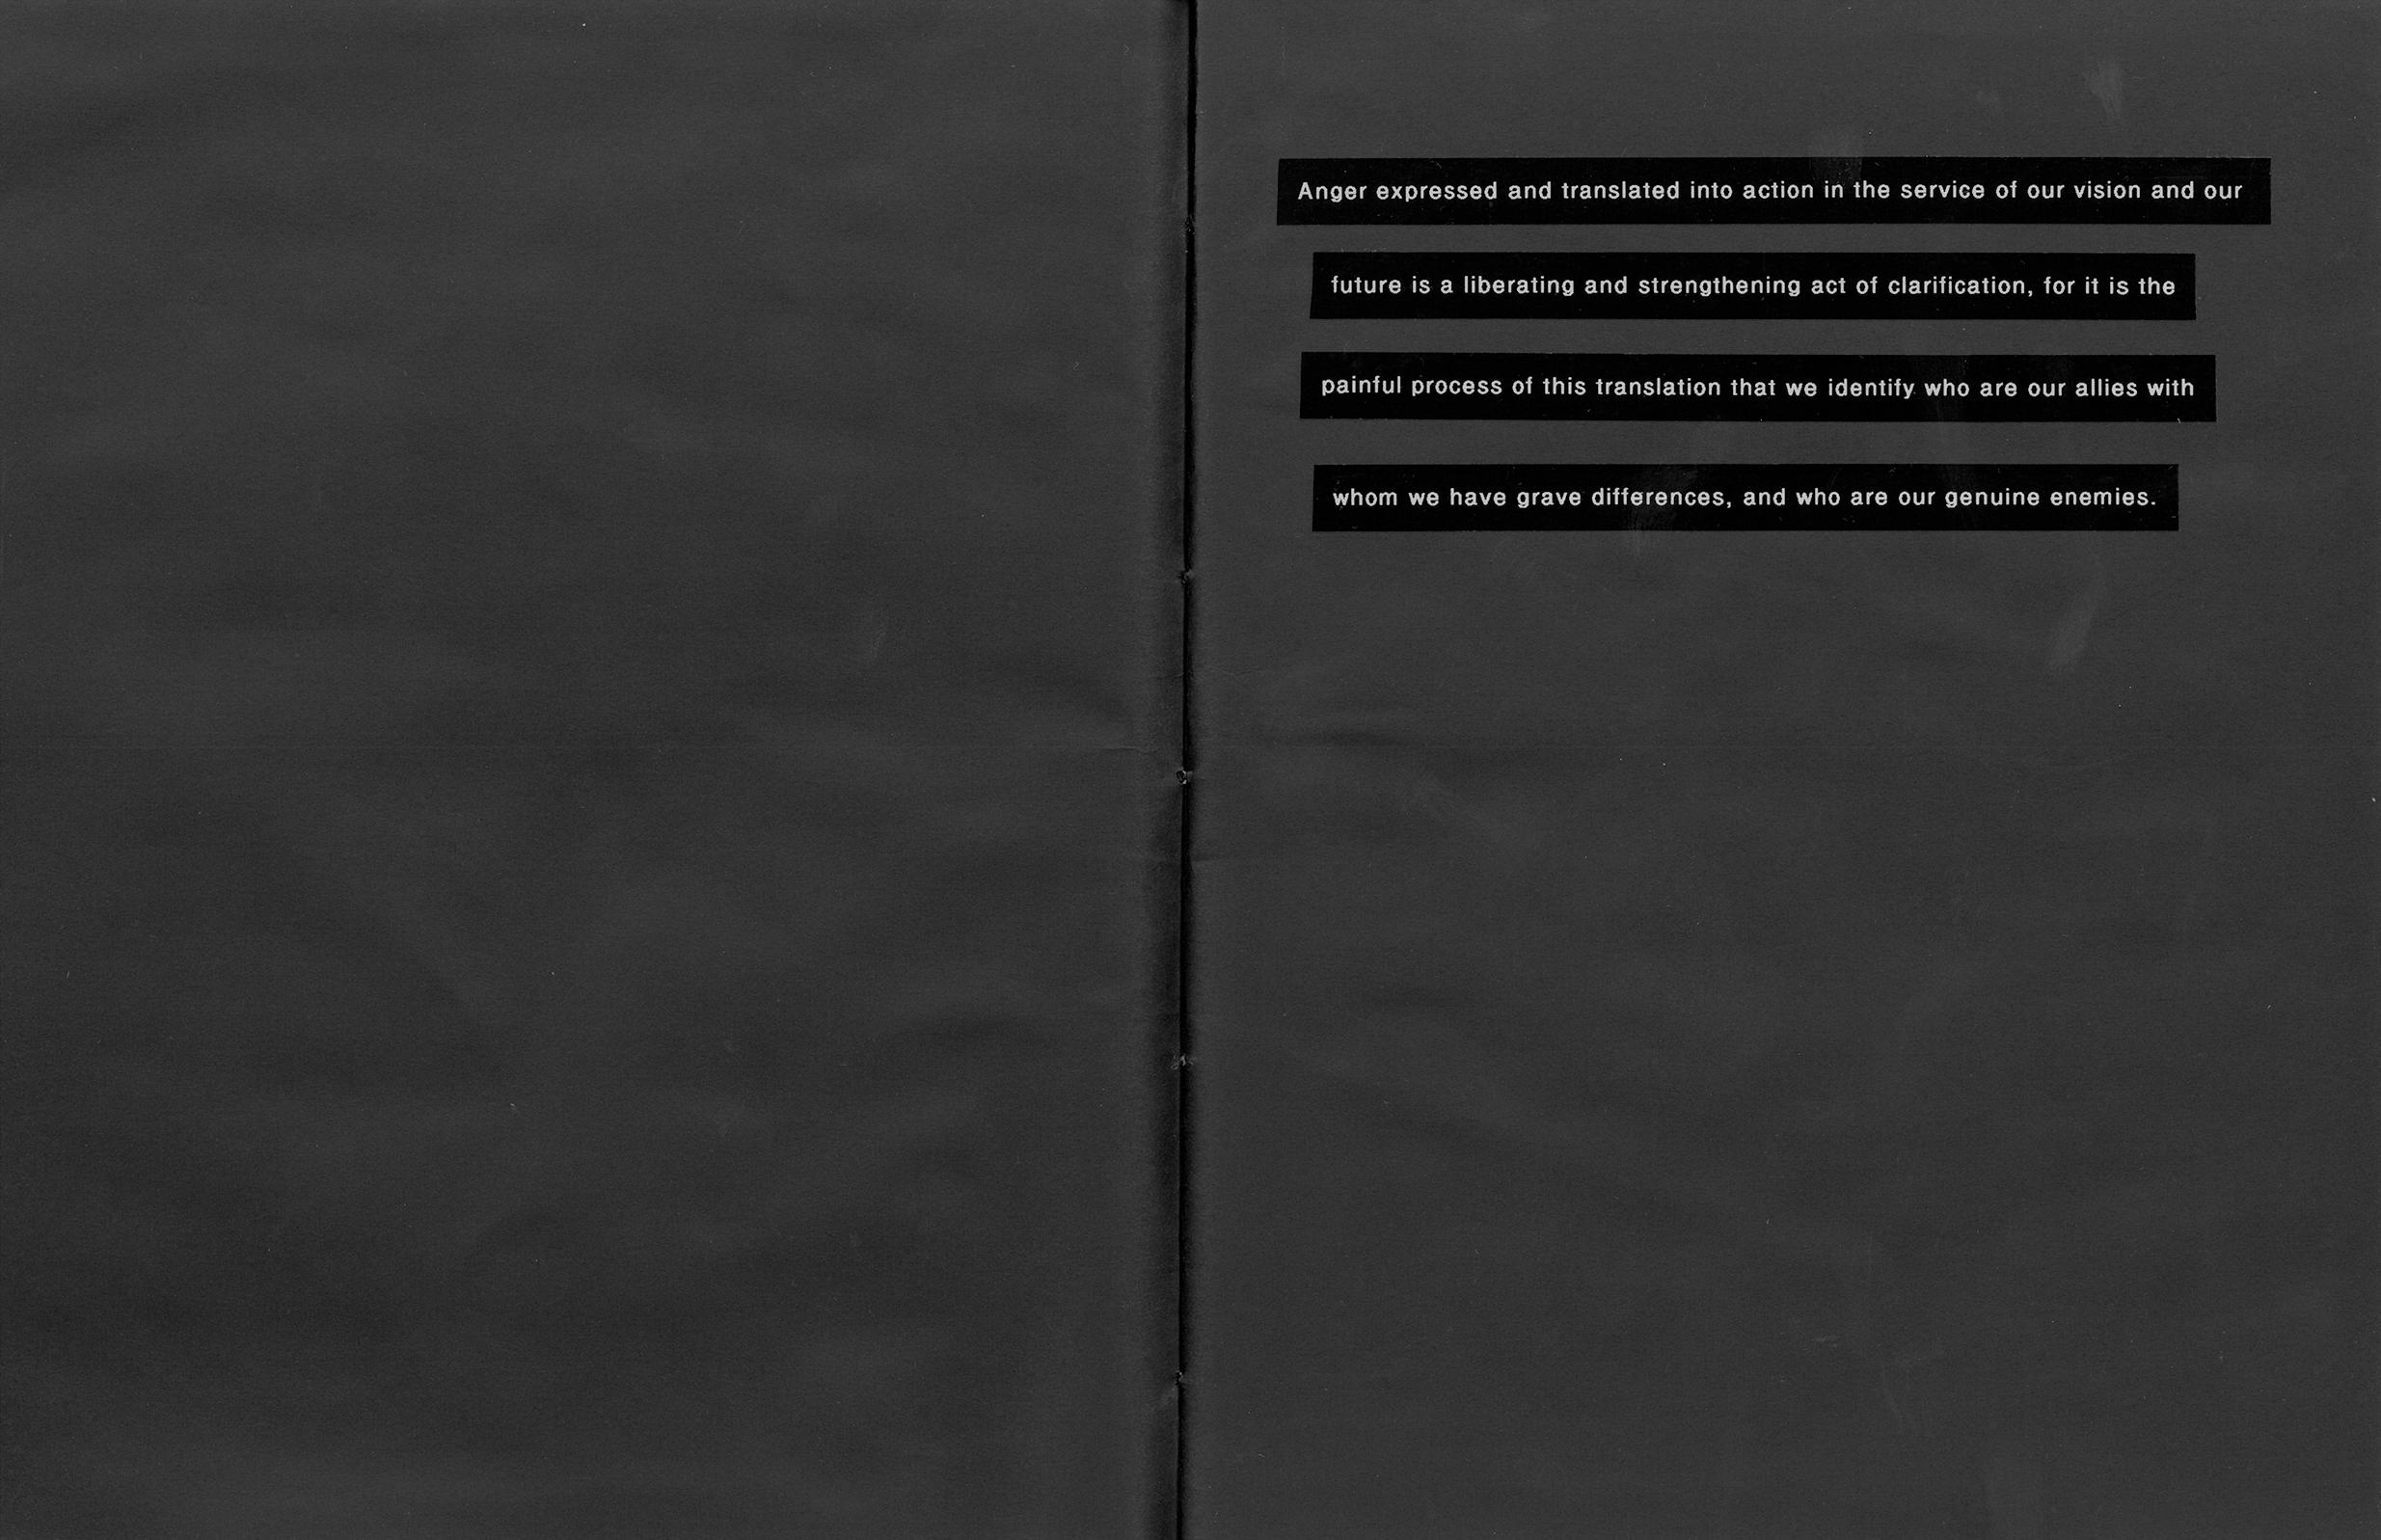 Anger expressed and translated into action in the service of our vision and our
future is a liberating and strengthening act of clarification, for it is the
painful process of this translation that we identify who are our allies with
whom we have grave differences, and who are our genuine enemies.